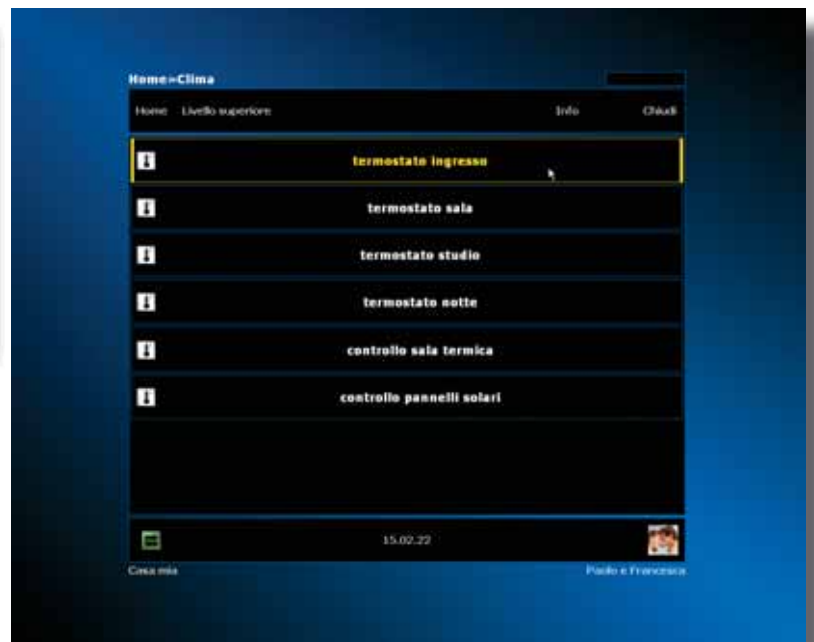 Home»Clima
Home Livello superiore Info Chiudi
termostato ingresso
termostato sala
termostato studio
termostato notte
controllo sala termica
controllo pannelli solari
15.02.22
Casa mia Paolo e Francesca